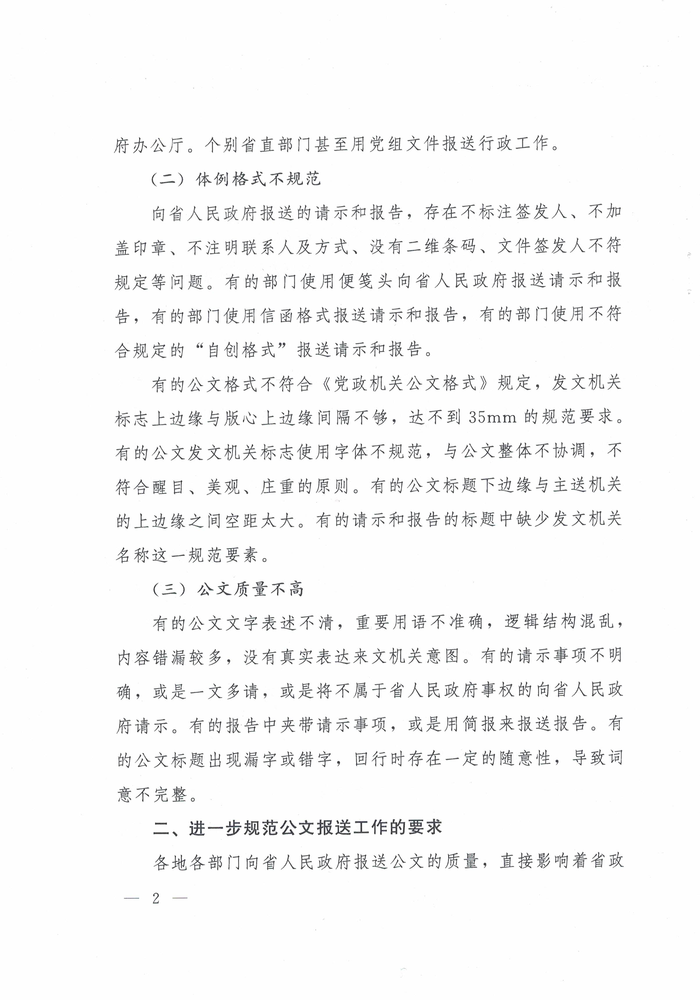 府办公厅。个别省直部门甚至用党组文件报送行政工作。
（二）体例格式不规范
向省人民政府报送的请示和报告，存在不标注签发人、不加
盖印章、不注明联系人及方式、没有二维条码、文件签发人不符
规定等问题。有的部门使用便笺头向省人民政府报送请示和报
告，有的部门使用信函格式报送请示和报告，有的部门使用不符
合规定的“自创格式”报送请示和报告。
有的公文格式不符合《党政机关公文格式》规定，发文机关
标志上边缘与版心上边缘间隔不够，达不到 35mm 的规范要求。
有的公文发文机关标志使用字体不规范，与公文整体不协调，不
符合醒目、美观、庄重的原则。有的公文标题下边缘与主送机关
的上边缘之间空距太大。有的请示和报告的标题中缺少发文机关
名称这一规范要素。
（三）公文质量不高
有的公文文字表述不清，重要用语不准确，逻辑结构混乱，
内容错漏较多，没有真实表达来文机关意图。有的请示事项不明
确，或是一文多请，或是将不属于省人民政府事权的向省人民政
府请示。有的报告中夹带请示事项，或是用简报来报送报告。有
的公文标题出现漏字或错字，回行时存在一定的随意性，导致词
意不完整。
二、进一步规范公文报送工作的要求
各地各部门向省人民政府报送公文的质量，直接影响着省政
— 2 —